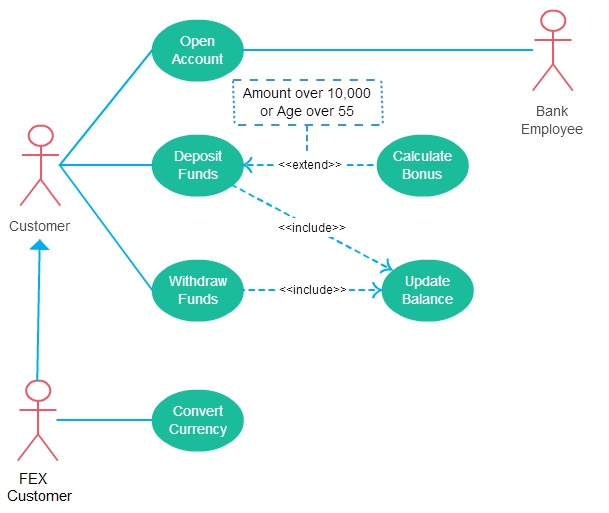 Open
Account
Bank
Employee
Amount over 10,000
or Age over 55
Customer
Deposit
Funds
<<extend>>
Calculate
Bonus
<<include>>
Withdraw
Funds
<<include>>
Update
Balance
FEX
Customer
Convert
Currency